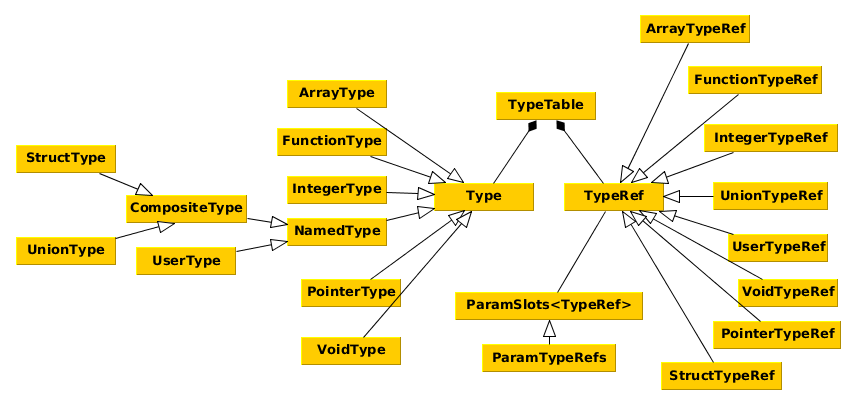 ArrayTypeRef
FunctionTypeRef
ArrayType
TypeTable
FunctionType
IntegerTypeRef
StructType
IntegerType
Type
TypeRef
UnionTypeRef
CompositeType
NamedType
UnionType
UserType
UserTypeRef
PointerType
VoidTypeRef
ParamSlots<TypeRef>
PointerTypeRef
VoidType
ParamTypeRefs
StructTypeRef